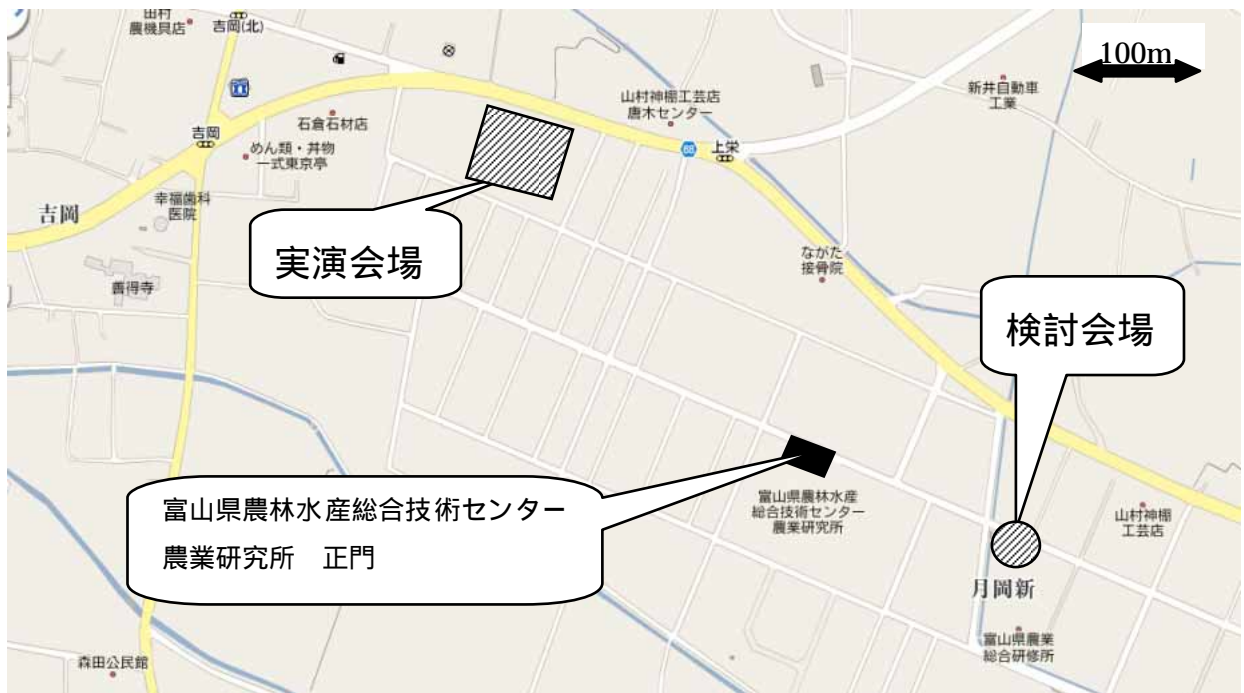 田村
農機具店
吉岡(北)
100m
新井自動車
工業
山村神棚工芸店
唐木センター
石倉石材店
吉岡
めん類・丼物
一式東京亭
68
上栄
幸福歯科
医院
吉岡
実演会場
ながた
接骨院
善得寺
検討会場
富山県農林水産総合技術センター
農業研究所 正門
富山県農林水産
総合技術センター
農業研究所
山村神棚
工芸店
月岡新
富山県農業
総合研修所
森田公民館